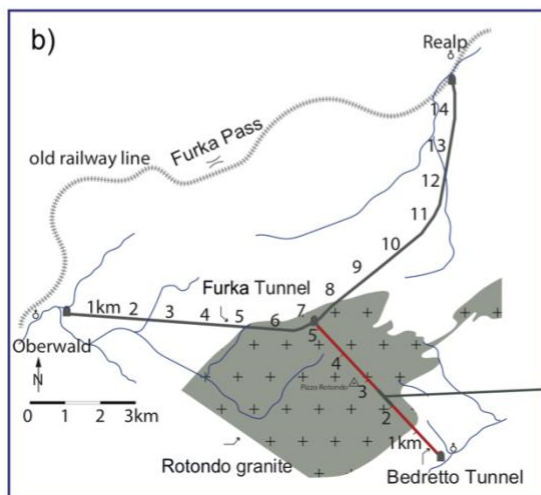 b)
Realp
old railway line
Furka Pass
14
13
12
11
10
9
8
7
Furka Tunnel
1km 2 3 4 5 6
5
4
Pizzo Rotondo
3
2
1km
Oberwald
N
0 1 2 3km
Rotondo granite
Bedretto Tunnel